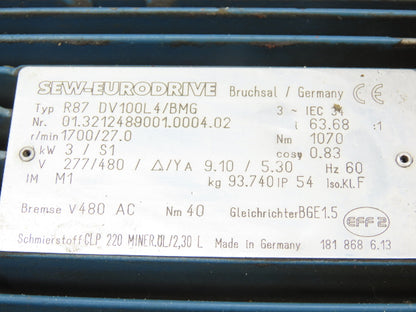 SEW-EURODRIVE Bruchsal / Germany CE
Typ R87 DV100L4/BMG 3 ~ IEC 34
Nr. 01.3212489001.0004.02 i 63.68 :1
r/min 1700/27.0 Nm 1070
kW 3 / S1 cosφ 0.83
V 277/480 / △/YA 9.10 / 5.30 Hz 60
IM M1 kg 93.740 IP 54 Iso.Kl.F
Bremse V480 AC Nm 40 Gleichrichter BGE1.5 EFF2
Schmierstoff CLP 220 MINER.ÖL/2,30 L Made in Germany 181 868 6.13